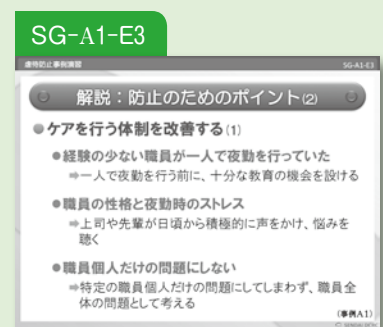 SG-A1-E3
虐待防止事例演習
SG-A1-E3
解説：防止のためのポイント(2)
●ケアを行う体制を改善する(1)
●経験の少ない職員が一人で夜勤を行っていた
⇒一人で夜勤を行う前に、十分な教育の機会を設ける
●職員の性格と夜勤時のストレス
⇒上司や先輩が日頃から積極的に声をかけ、悩みを
聴く
●職員個人だけの問題にしない
⇒特定の職員個人だけの問題にしてしまわず、職員全
体の問題として考える
(事例A1)